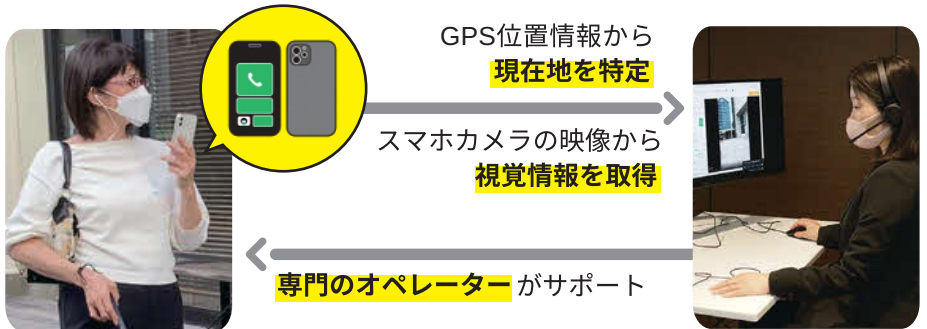 GPS位置情報から
現在地を特定
スマホカメラの映像から
視覚情報を取得
専門のオペレーターがサポート